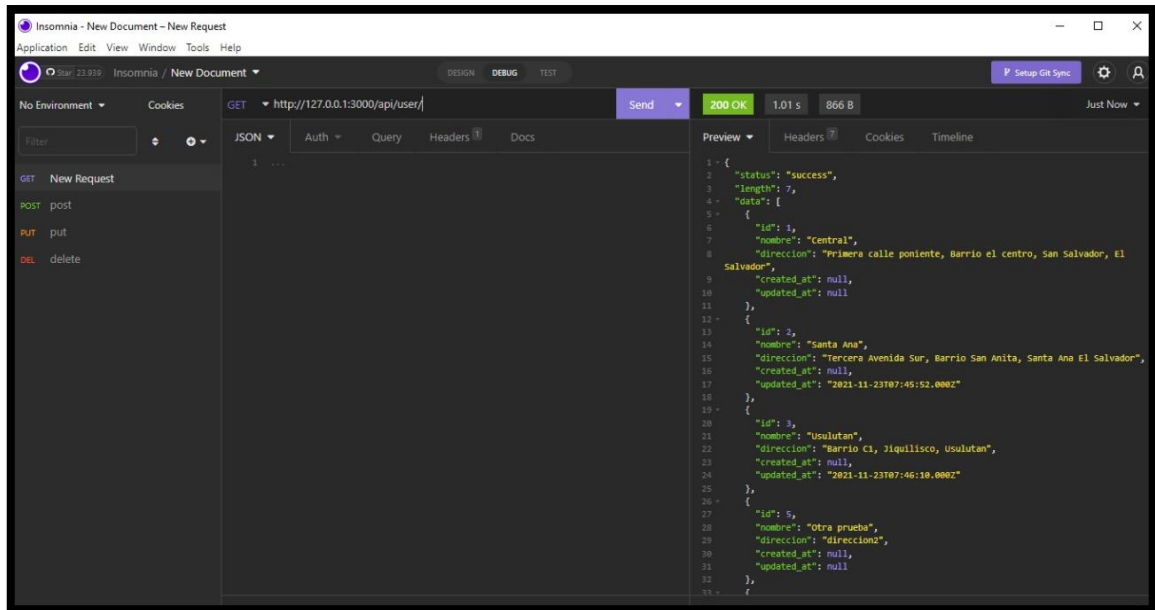 Insomnia - New Document – New Request
Application Edit View Window Tools Help
Star 23.939 Insomnia / New Document
DESIGN DEBUG TEST
Setup Git Sync
No Environment Cookies
GET http://127.0.0.1:3000/api/user/ Send
200 OK 1.01 s 866 B Just Now
Filter
JSON Auth Query Headers 1 Docs
Preview Headers 7 Cookies Timeline
GET New Request
POST post
PUT put
DEL delete
1 ...
1 {
2 "status": "success",
3 "length": 7,
4 "data": [
5 {
6 "id": 1,
7 "nombre": "Central",
8 "direccion": "Primera calle poniente, Barrio el centro, San Salvador, El
Salvador",
9 "created_at": null,
10 "updated_at": null
11 },
12 {
13 "id": 2,
14 "nombre": "Santa Ana",
15 "direccion": "Tercera Avenida Sur, Barrio San Anita, Santa Ana El Salvador",
16 "created_at": null,
17 "updated_at": "2021-11-23T07:45:52.000Z"
18 },
19 {
20 "id": 3,
21 "nombre": "Usulutan",
22 "direccion": "Barrio C1, Jiquilisco, Usulutan",
23 "created_at": null,
24 "updated_at": "2021-11-23T07:46:10.000Z"
25 },
26 {
27 "id": 5,
28 "nombre": "Otra prueba",
29 "direccion": "direccion2",
30 "created_at": null,
31 "updated_at": null
32 },
33 {